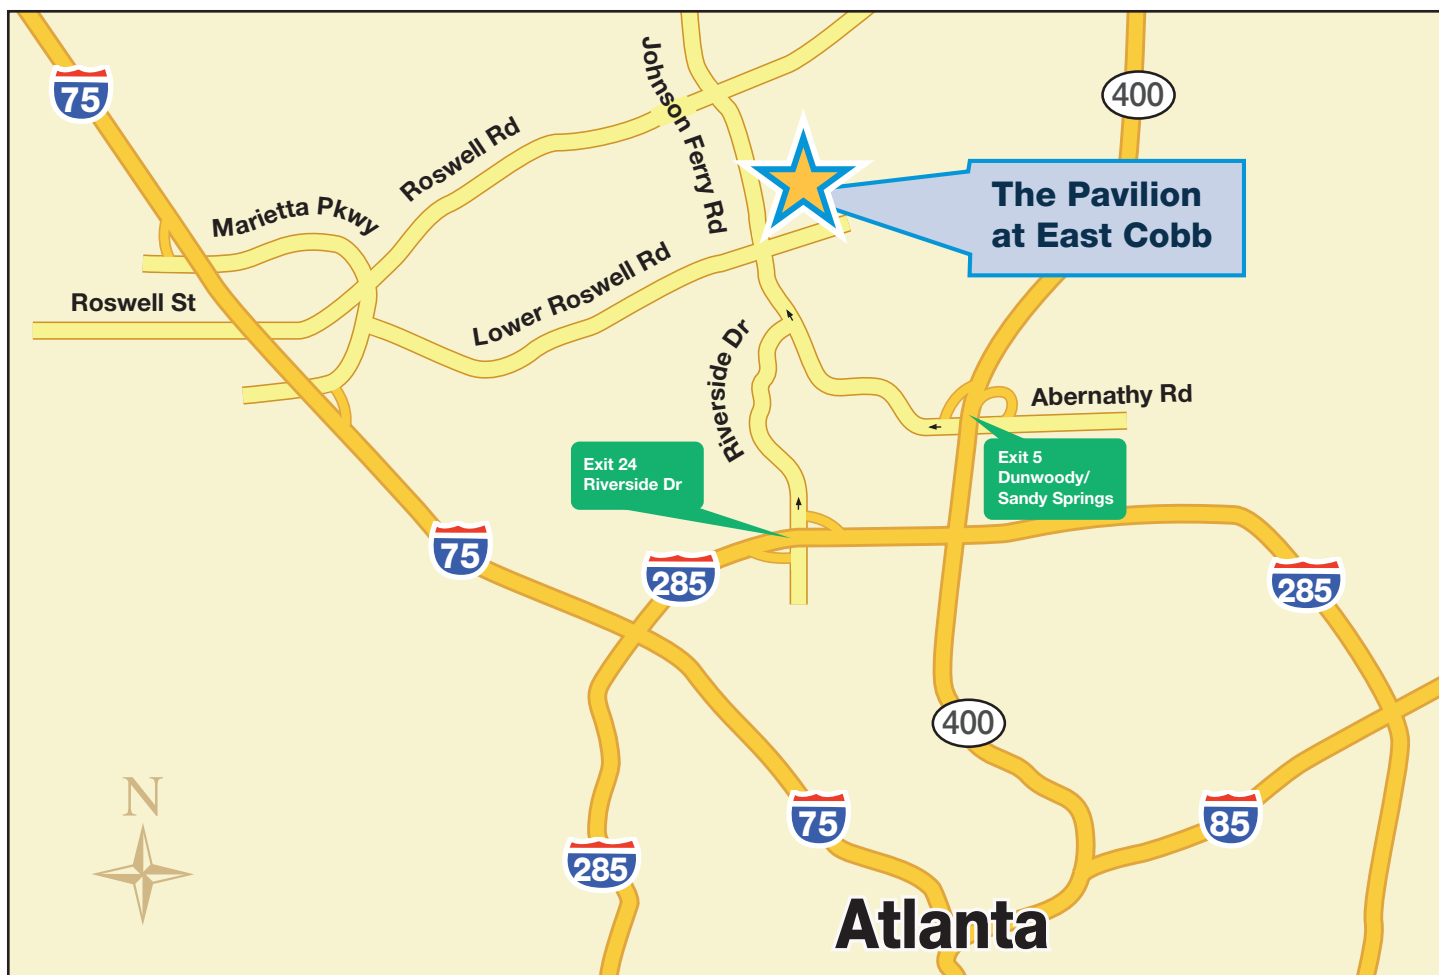 75
Johnson Ferry Rd
400
Roswell Rd
The Pavilion
at East Cobb
Marietta Pkwy
Roswell St
Lower Roswell Rd
Riverside Dr
Abernathy Rd
Exit 24
Riverside Dr
Exit 5
Dunwoody/
Sandy Springs
75
285
285
400
N
75
85
285
Atlanta